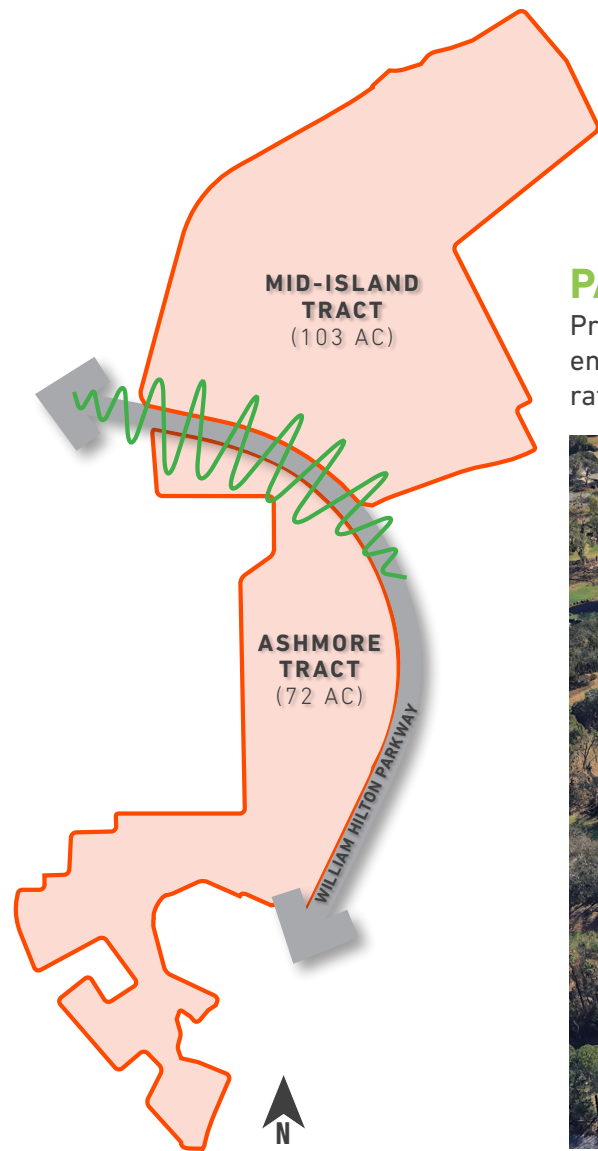 MID-ISLAND
TRACT
(103 AC)
ASHMORE
TRACT
(72 AC)
WILLIAM HILTON PARKWAY
N